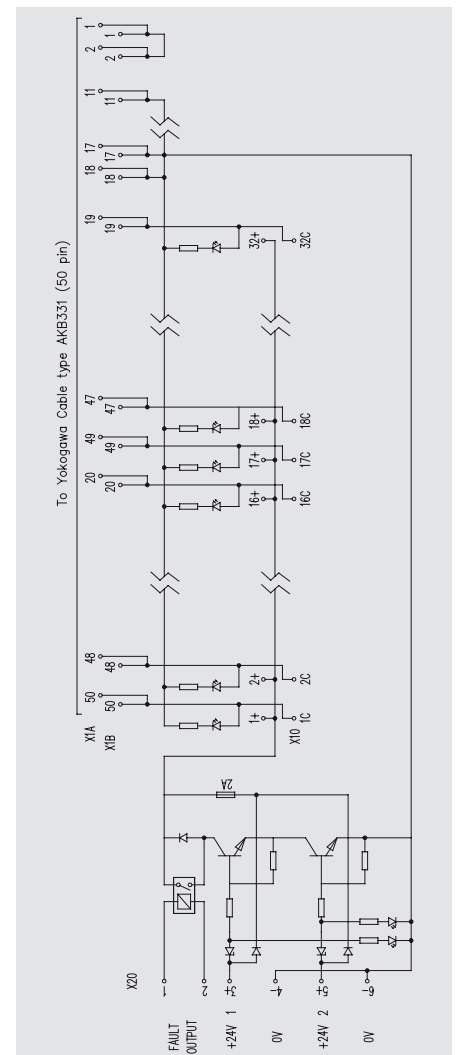 To Yokogawa Cable type AKB331 (50 pin)
1
1
2
2
11
11
17
17
18
18
19
19
32+
32C
47
47
18+
18C
49
49
17+
17C
20
20
16+
16C
48
48
2+
2C
50
50
1+
1C
X1A
X1B
X10
2A
X20
1
2
3+
4-
5+
6-
FAULT
OUTPUT
+24V 1
0V
+24V 2
0V